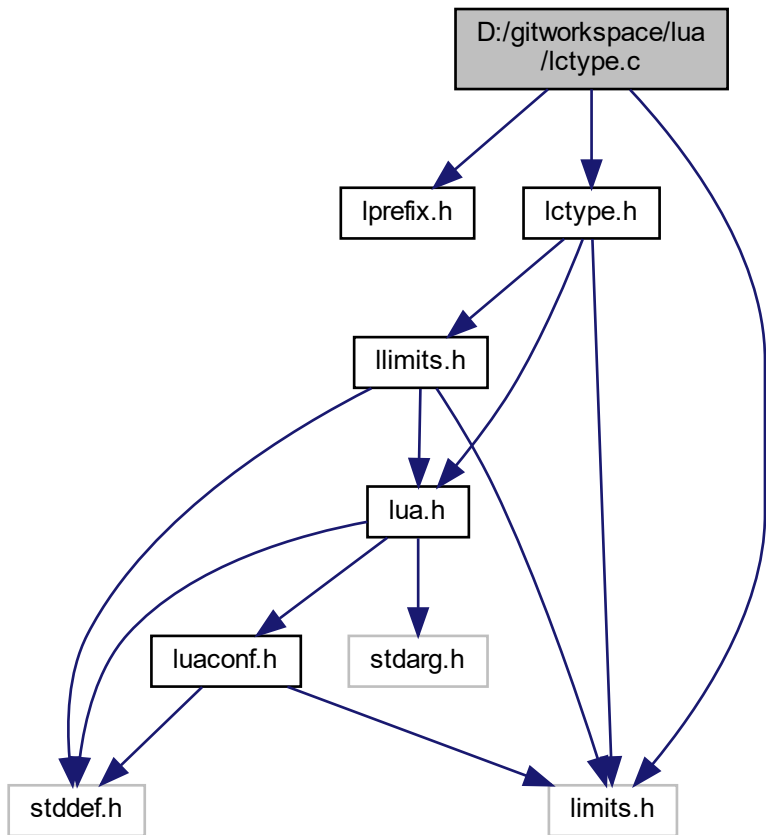 D:/gitworkspace/lua
/lctype.c
lprefix.h
lctype.h
llimits.h
lua.h
luaconf.h
stdarg.h
stddef.h
limits.h